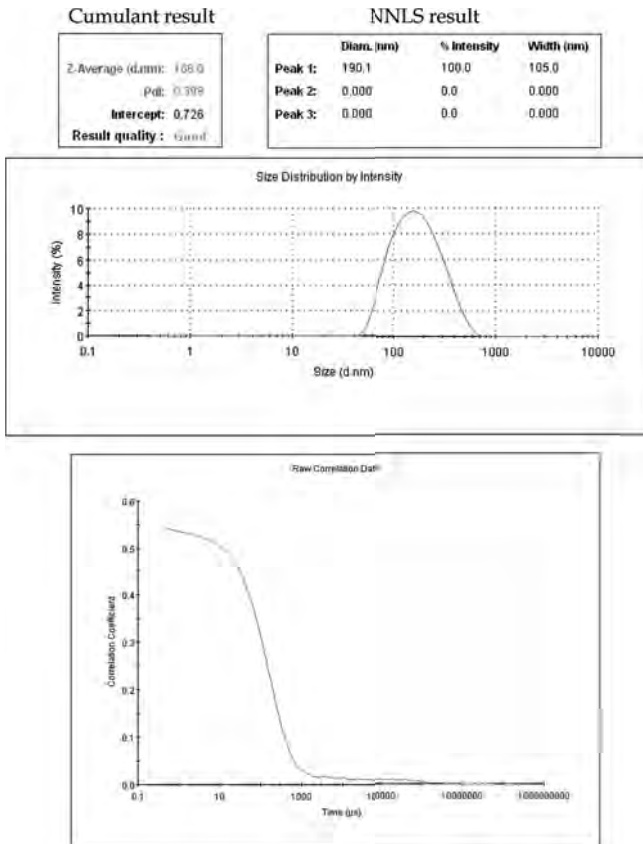 Cumulant result
NNLS result
Z-Average (d.nm):
PdI:
Intercept: 0.726
Result quality : Good
Diam. (nm) % Intensity Width (nm)
Peak 1: 190.1 100.0 105.0
Peak 2: 0.000 0.0 0.000
Peak 3: 0.000 0.0 0.000
Size Distribution by Intensity
Intensity (%)
10
8
6
4
2
0
0.1 1 10 100 1000 10000
Size (d.nm)
Raw Correlation Data
Correlation Coefficient
0.6
0.5
0.4
0.3
0.2
0.1
0.0
0.1 10 1000 100000 10000000 1000000000
Time (µs)